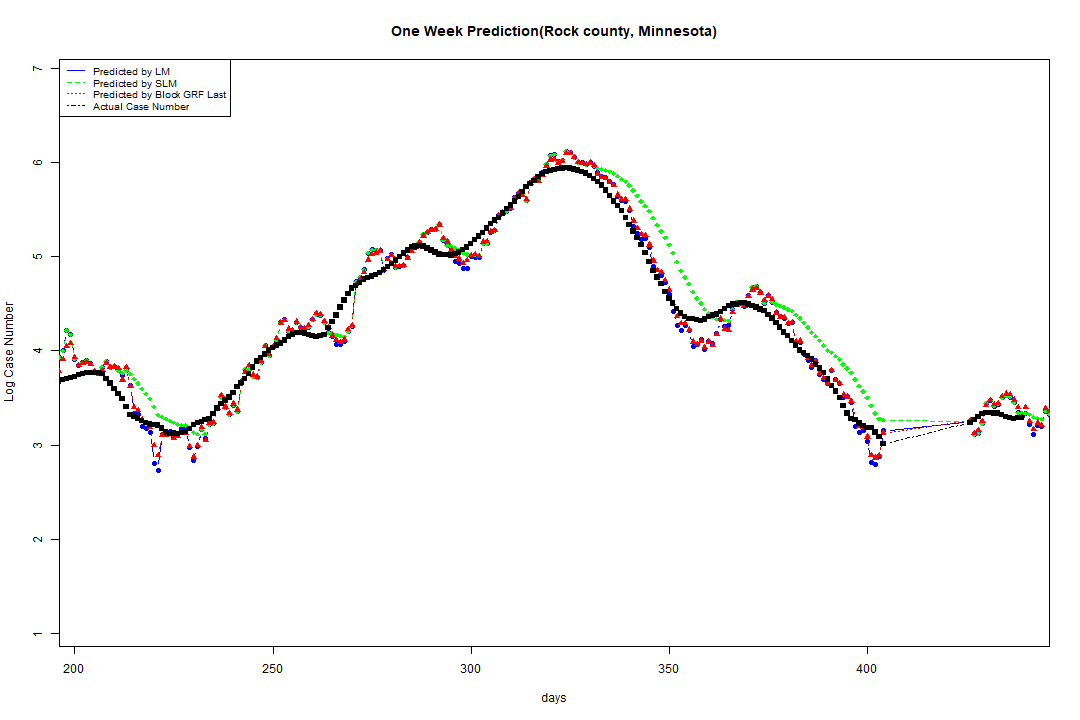 One Week Prediction(Rock county, Minnesota)
Predicted by LM
Predicted by SLM
Predicted by Block GRF Last
Actual Case Number
7
6
5
4
3
2
1
Log Case Number
200 250 300 350 400
days